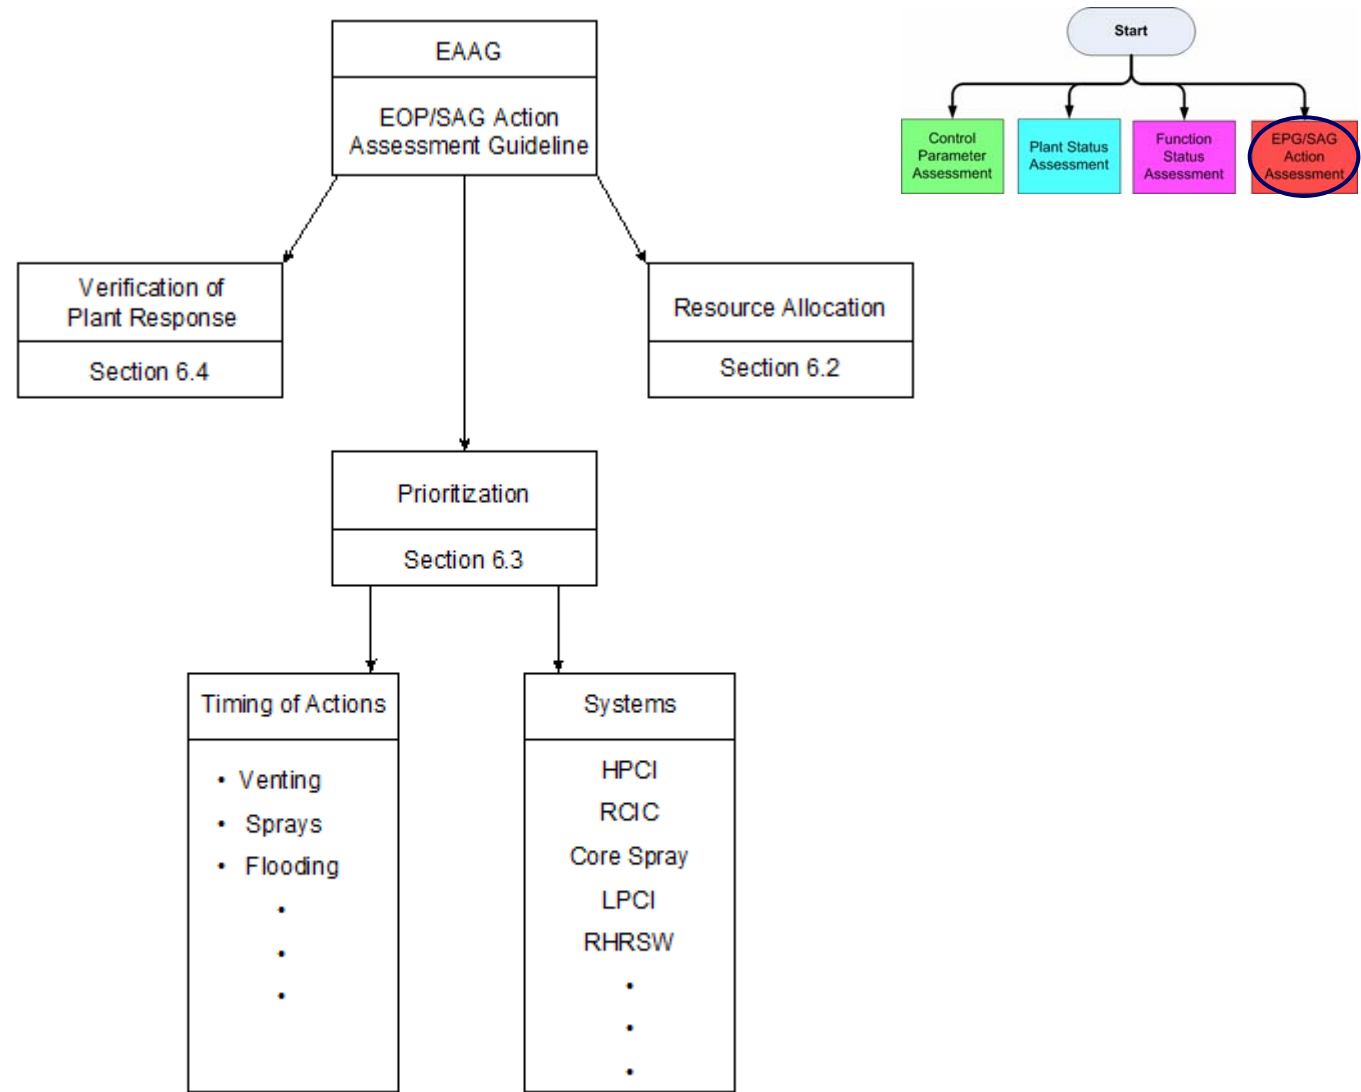 EAAG
EOP/SAG Action
Assessment Guideline
Start
Control
Parameter
Assessment
Plant Status
Assessment
Function
Status
Assessment
EPG/SAG
Action
Assessment
Verification of
Plant Response
Section 6.4
Resource Allocation
Section 6.2
Prioritization
Section 6.3
Timing of Actions
• Venting
• Sprays
• Flooding
•
•
•
Systems
HPCI
RCIC
Core Spray
LPCI
RHRSW
•
•
•